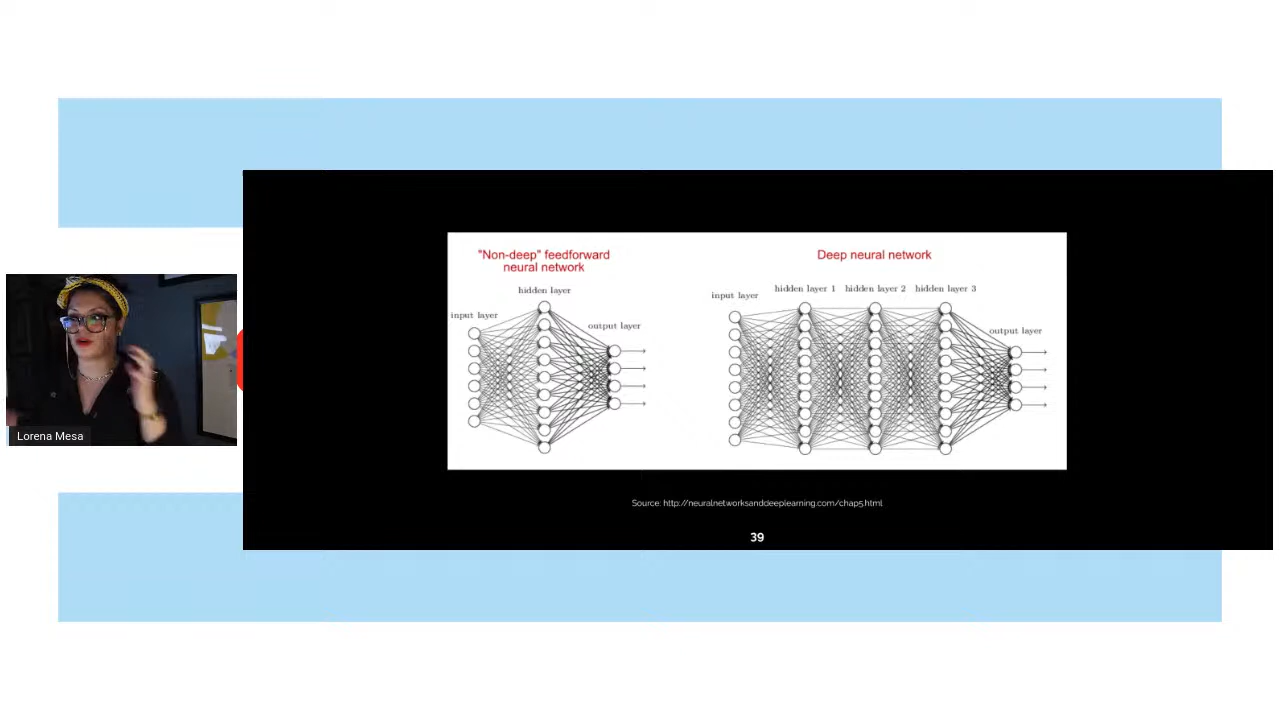 "Non-deep" feedforward
neural network
hidden layer
input layer
output layer
Deep neural network
hidden layer 1 hidden layer 2 hidden layer 3
input layer
output layer
Lorena Mesa
Source: http://neuralnetworksanddeeplearning.com/chap5.html
39